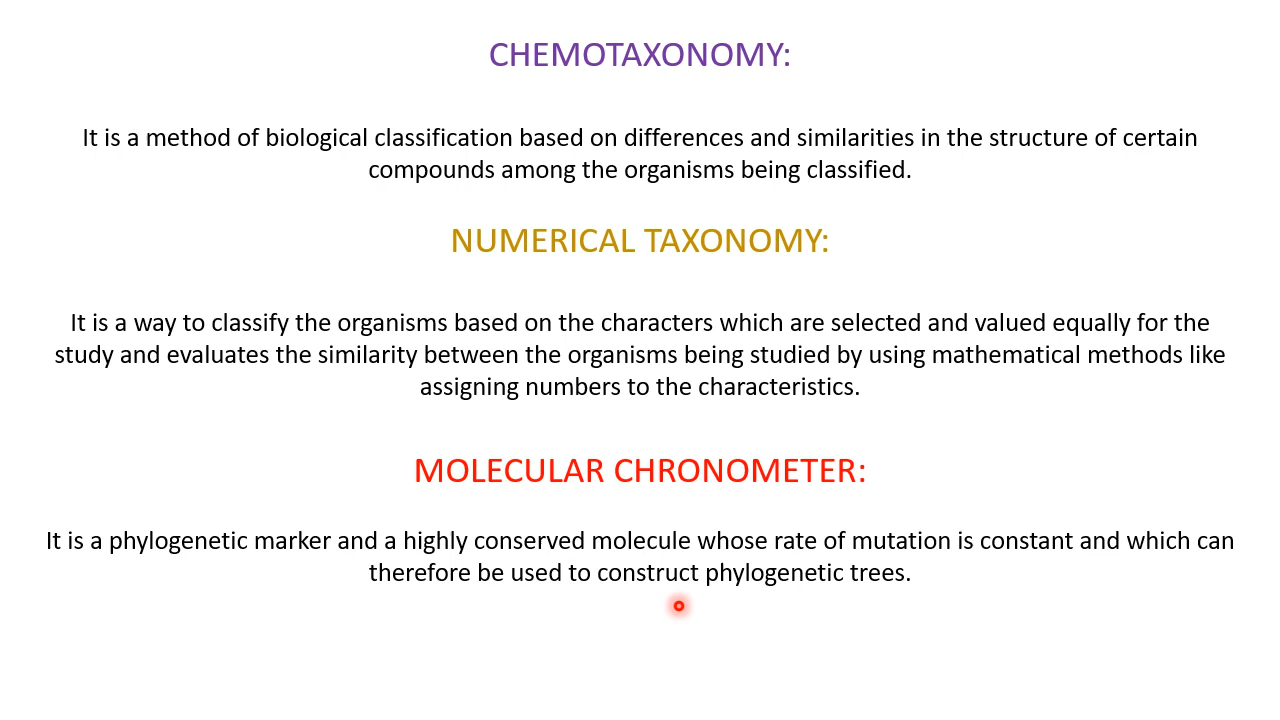 CHEMOTAXONOMY:
It is a method of biological classification based on differences and similarities in the structure of certain
compounds among the organisms being classified.
NUMERICAL TAXONOMY:
It is a way to classify the organisms based on the characters which are selected and valued equally for the
study and evaluates the similarity between the organisms being studied by using mathematical methods like
assigning numbers to the characteristics.
MOLECULAR CHRONOMETER:
It is a phylogenetic marker and a highly conserved molecule whose rate of mutation is constant and which can
therefore be used to construct phylogenetic trees.